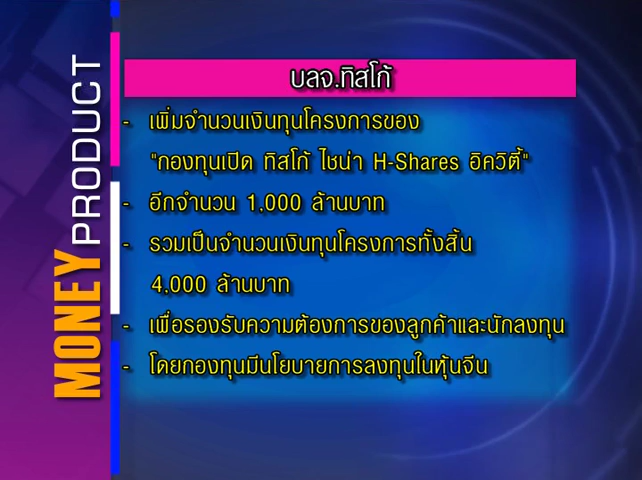 MONEY PRODUCT
บลจ.ทิสโก้
- เพิ่มจำนวนเงินทุนโครงการของ
"กองทุนเปิด ทิสโก้ ไชน่า H-Shares อิควิตี้"
- อีกจำนวน 1,000 ล้านบาท
- รวมเป็นจำนวนเงินทุนโครงการทั้งสิ้น
4,000 ล้านบาท
- เพื่อรองรับความต้องการของลูกค้าและนักลงทุน
- โดยกองทุนมีนโยบายการลงทุนในหุ้นจีน